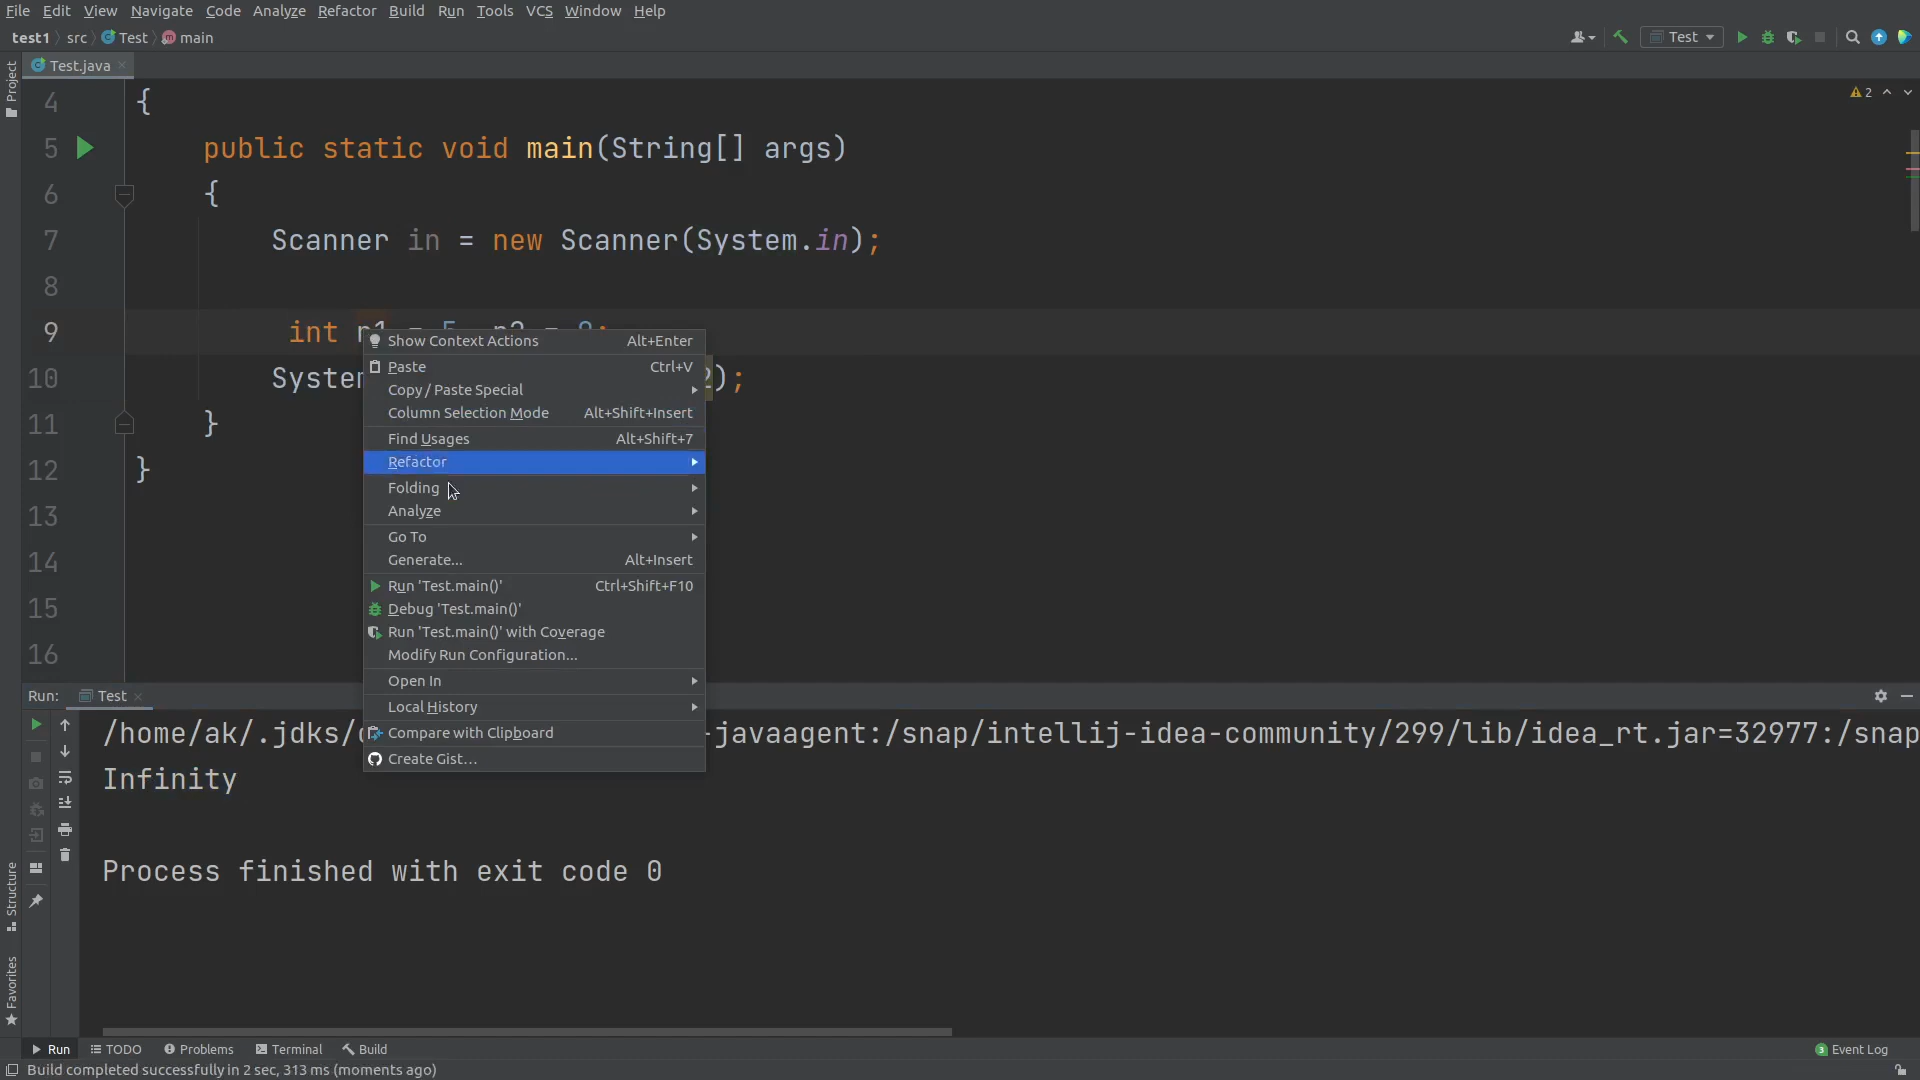 File Edit View Navigate Code Analyze Refactor Build Run Tools VCS Window Help
test1 src Test main
Test
Project
Test.java
2
4 {
5 public static void main(String[] args)
6 {
7 Scanner in = new Scanner(System.in);
8
9 int
10 System );
11 }
12 }
13
14
15
16
Show Context Actions Alt+Enter
Paste Ctrl+V
Copy / Paste Special
Column Selection Mode Alt+Shift+Insert
Find Usages Alt+Shift+7
Refactor
Folding
Analyze
Go To
Generate... Alt+Insert
Run 'Test.main()' Ctrl+Shift+F10
Debug 'Test.main()'
Run 'Test.main()' with Coverage
Modify Run Configuration...
Open In
Local History
Compare with Clipboard
Create Gist...
Run: Test
/home/ak/.jdks/ -javaagent:/snap/intellij-idea-community/299/lib/idea_rt.jar=32977:/snap
Infinity
Process finished with exit code 0
Structure
Favorites
Run TODO Problems Terminal Build
3 Event Log
Build completed successfully in 2 sec, 313 ms (moments ago)